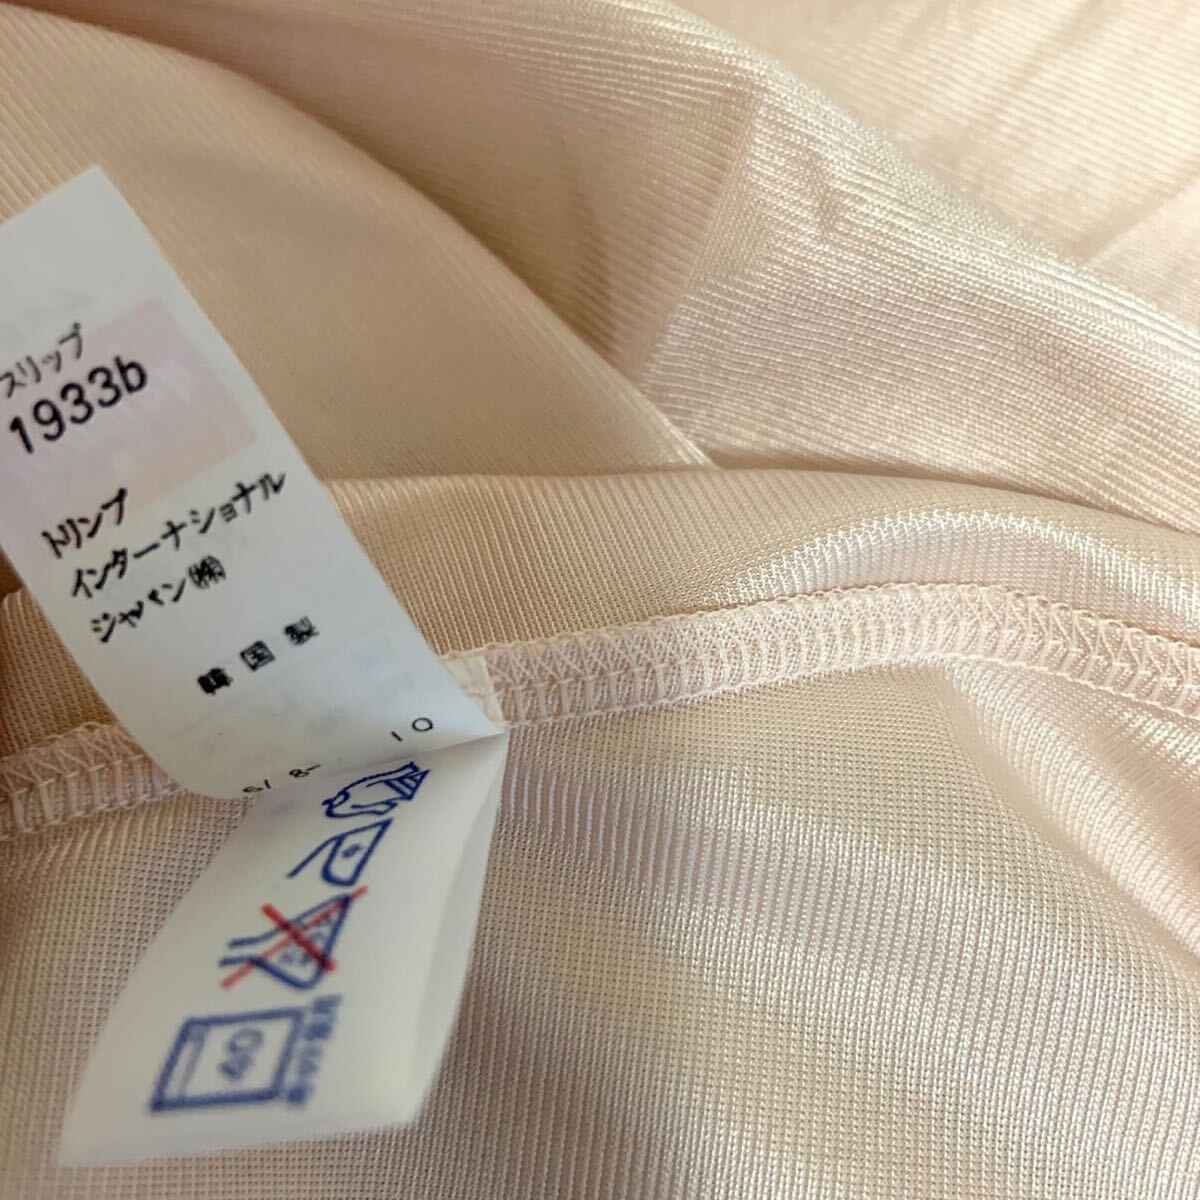 スリップ
1933b
トリンプ
インターナショナル
ジャパン㈱
韓国製
10
40